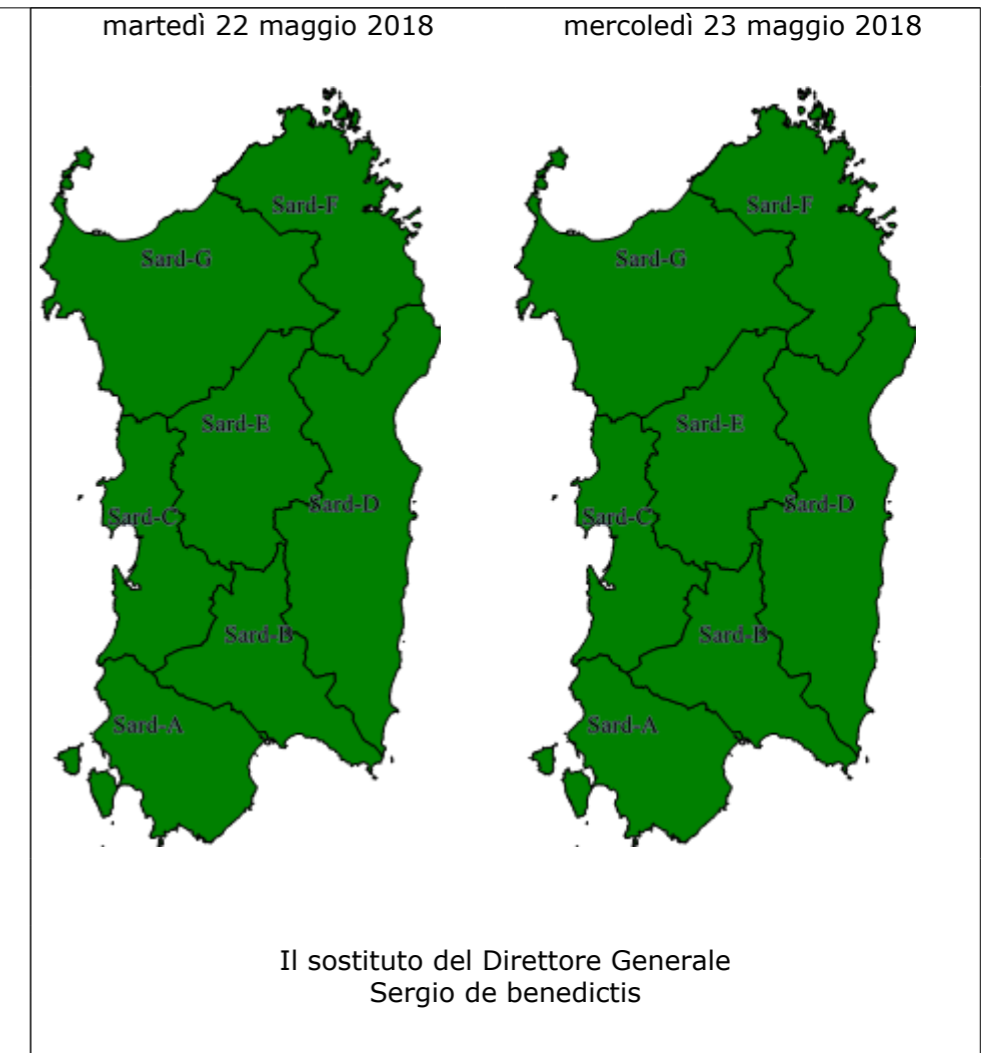 martedì 22 maggio 2018
mercoledì 23 maggio 2018
Sard-F
Sard-G
Sard-E
Sard-D
Sard-C
Sard-B
Sard-A
Sard-F
Sard-G
Sard-E
Sard-D
Sard-C
Sard-B
Sard-A
Il sostituto del Direttore Generale
Sergio de benedictis